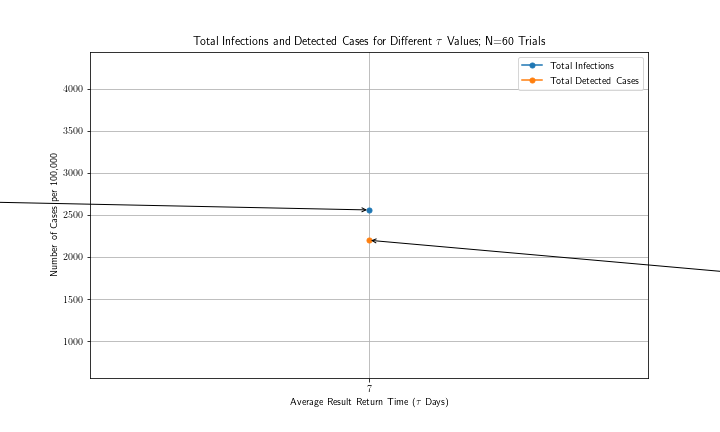 Total Infections and Detected Cases for Different τ Values; N=60 Trials
Total Infections
Total Detected Cases
Number of Cases per 100,000
4000
3500
3000
2500
2000
1500
1000
7
Average Result Return Time (τ Days)